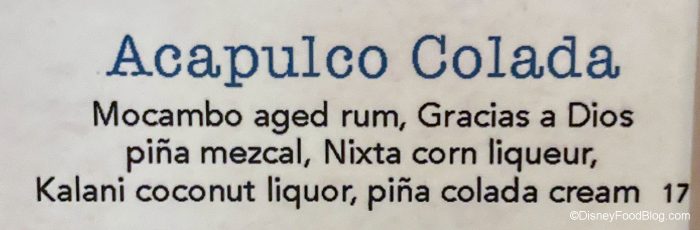 Acapulco Colada
Mocambo aged rum, Gracias a Dios
piña mezcal, Nixta corn liqueur,
Kalani coconut liquor, piña colada cream 17
©DisneyFoodBlog.com